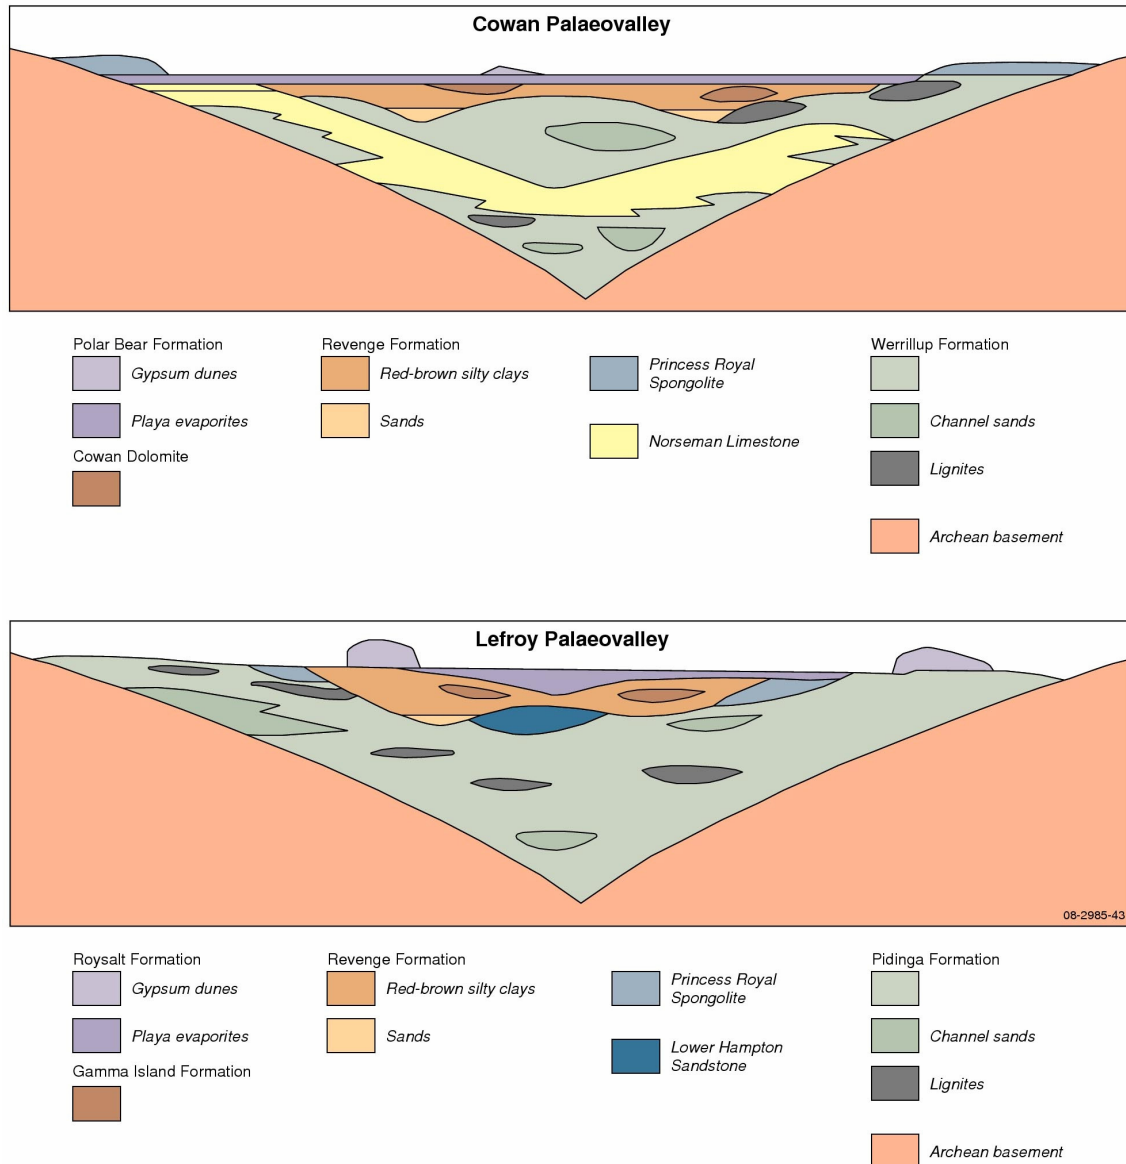 Cowan Palaeovalley
Polar Bear Formation
Gypsum dunes
Playa evaporites
Cowan Dolomite
Revenge Formation
Red-brown silty clays
Sands
Princess Royal
Spongolite
Norseman Limestone
Werrillup Formation
Channel sands
Lignites
Archean basement
Lefroy Palaeovalley
08-2985-43
Roysalt Formation
Gypsum dunes
Playa evaporites
Gamma Island Formation
Revenge Formation
Red-brown silty clays
Sands
Princess Royal
Spongolite
Lower Hampton
Sandstone
Pidinga Formation
Channel sands
Lignites
Archean basement